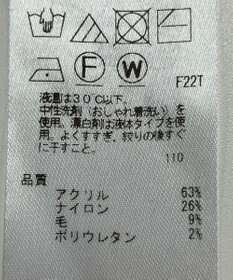 F W
F22T
液温は30℃以下、
中性洗剤(おしゃれ着洗い)を
使用、漂白剤は液体タイプを使
用。よくすすぎ、絞りの後すぐ
に干すこと。
110
品質
アクリル 63%
ナイロン 26%
毛 9%
ポリウレタン 2%